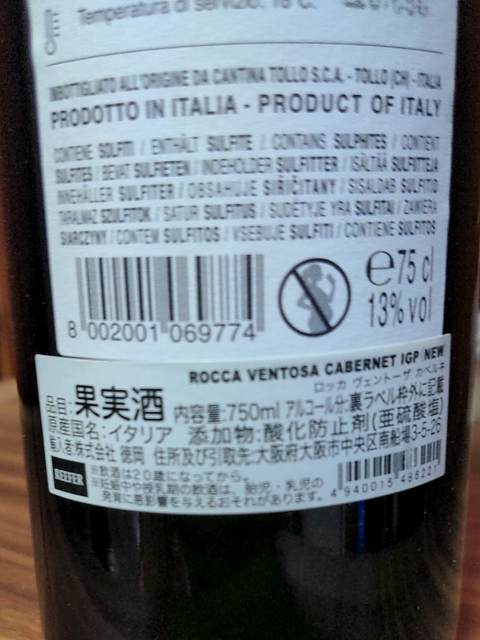 Temperatura di servizio: 18°C.
IMBOTTIGLIATO ALL'ORIGINE DA CANTINA TOLLO S.C.A. - TOLLO (CH) - ITALIA
PRODOTTO IN ITALIA - PRODUCT OF ITALY
CONTIENE SOLFITI / ENTHÄLT SULFITE / CONTAINS SULPHITES / CONTIENT
SULFITES / BEVAT SULFIETEN / INDEHOLDER SULFITTER / ISÄLTÄÄ SULFIITTEJA
INNEHÅLLER SULFITER / OBSAHUJE SIŘIČITANY / SISALDAB SULFITID
TARALMAZ SZULFITOK / SATUR SULFITUS / SUDĖTYJE YRA SULFITAI / ZAWIERA
SIARCZYNY / CONTEM SULFITOS / VSEBUJE SULFITI / CONTIENE SULFITOS
e 75 cl
13% vol
8 002001 069774
ROCCA VENTOSA CABERNET IGP NEW
ロッカ ヴェントーザ カベルネ
品目:果実酒 内容量:750ml アルコール分:裏ラベル枠外に記載
原産国名:イタリア 添加物:酸化防止剤(亜硫酸塩)
輸入者:株式会社 徳岡 住所及び引取先:大阪府大阪市中央区南船場3-5-26
※飲酒は20歳になってから。
※妊娠中や授乳期の飲酒は、胎児・乳児の
発育に悪影響を与えるおそれがあります。
4 940015 486221